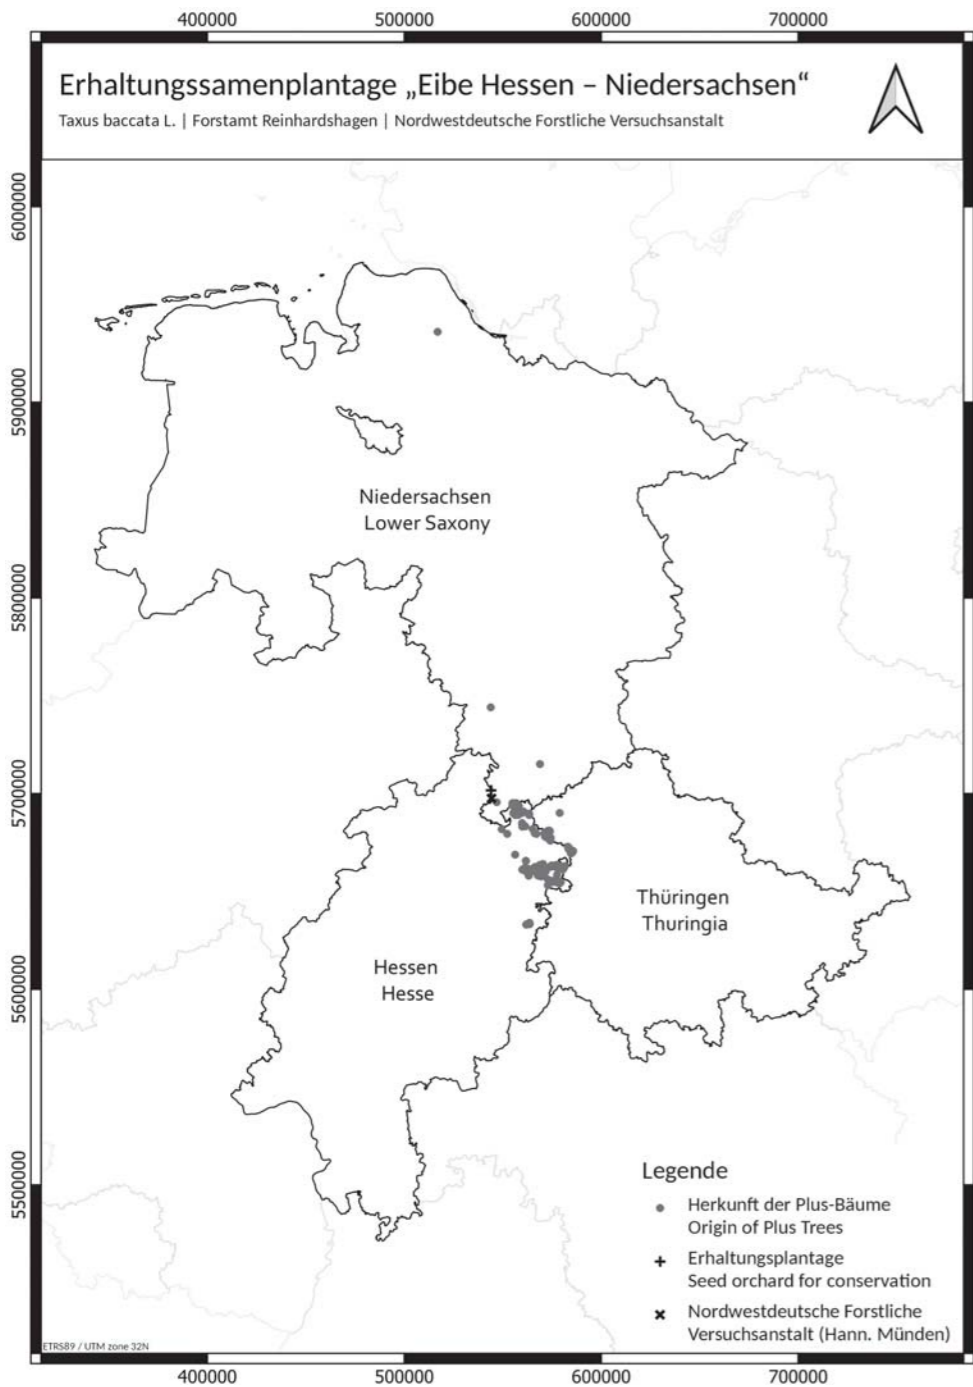 400000 500000 600000 700000
Erhaltungssamenplantage „Eibe Hessen – Niedersachsen“
Taxus baccata L. | Forstamt Reinhardshagen | Nordwestdeutsche Forstliche Versuchsanstalt
6000000
5900000
5800000
5700000
5600000
5500000
Niedersachsen
Lower Saxony
Thüringen
Thuringia
Hessen
Hesse
Legende
Herkunft der Plus-Bäume
Origin of Plus Trees
Erhaltungsplantage
Seed orchard for conservation
Nordwestdeutsche Forstliche
Versuchsanstalt (Hann. Münden)
ETRS89 / UTM zone 32N
400000 500000 600000 700000